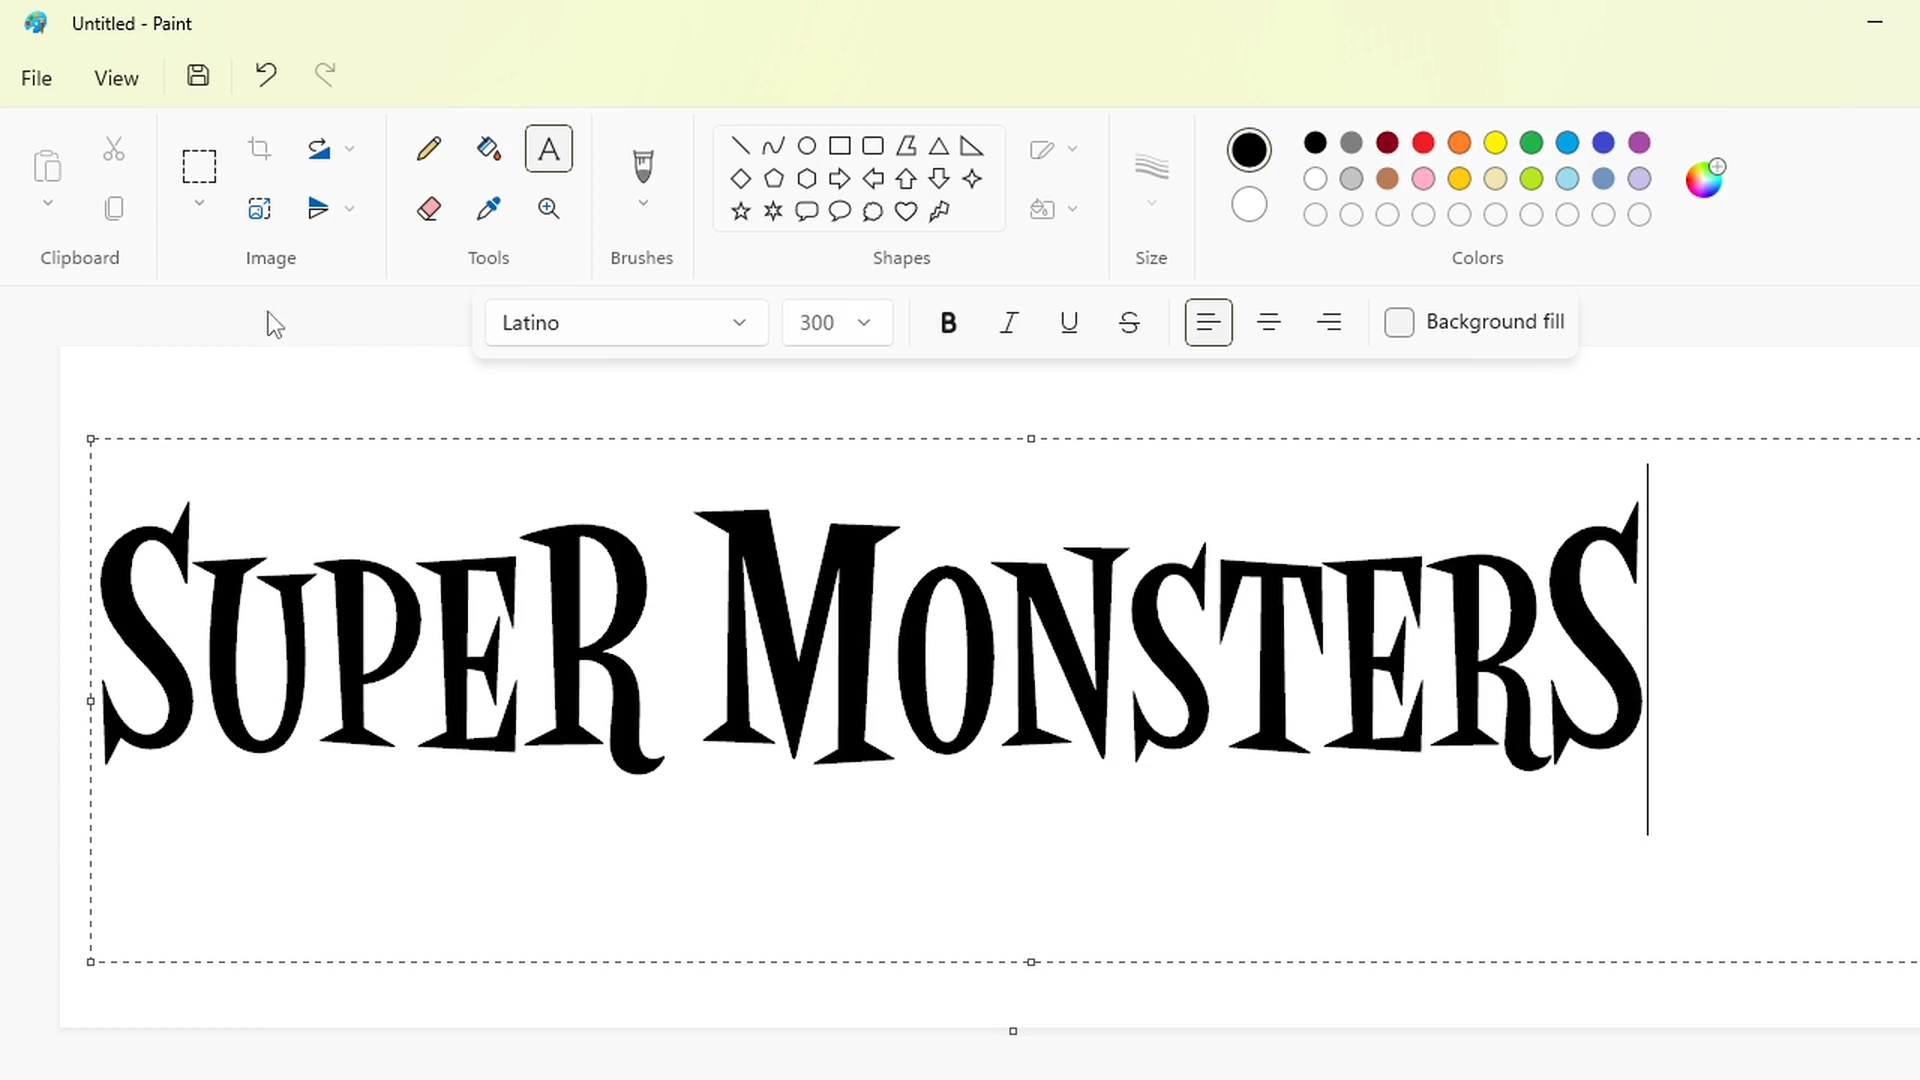 Untitled - Paint
File View
Clipboard Image Tools Brushes Shapes Size Colors
Latino 300 B I U S Background fill
SUPER MONSTERS